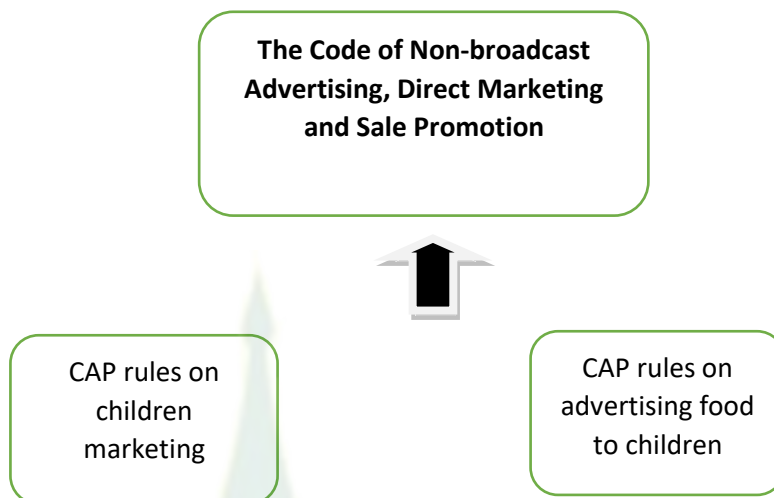 The Code of Non-broadcast
Advertising, Direct Marketing
and Sale Promotion
CAP rules on
children
marketing
CAP rules on
advertising food
to children